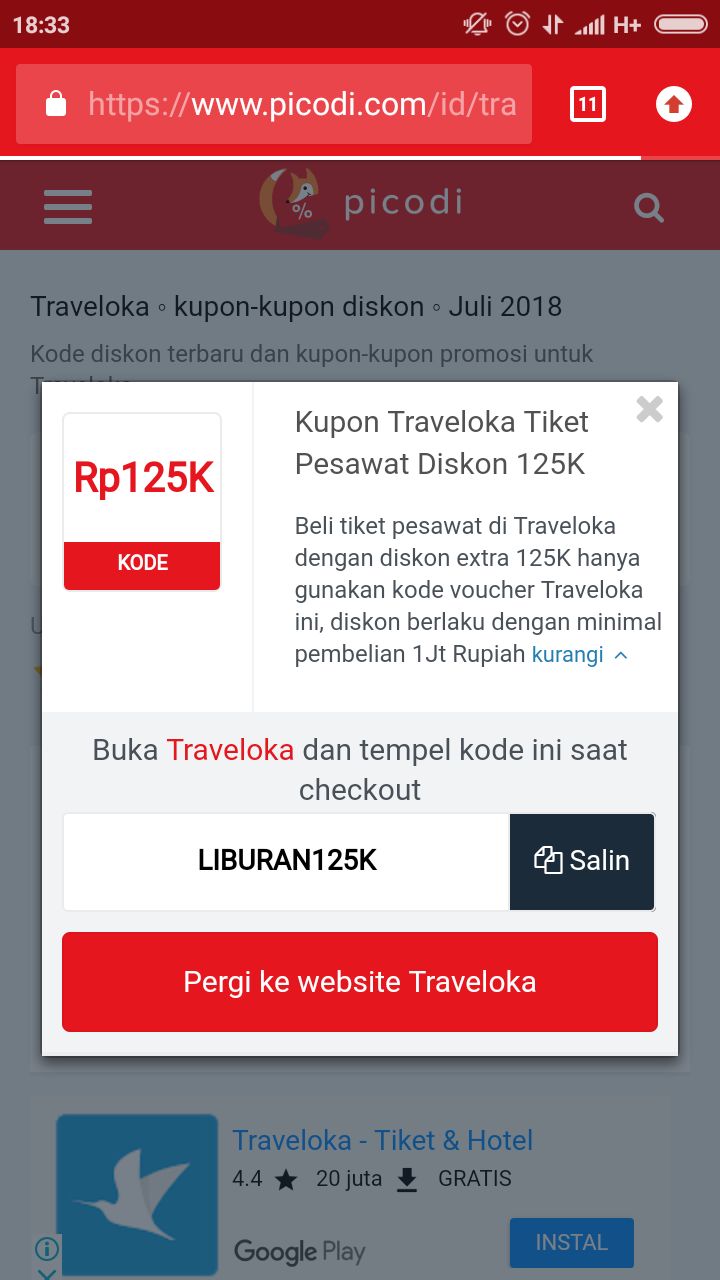 18:33
H+
https://www.picodi.com/id/tra
11
%
picodi
Traveloka ◦ kupon-kupon diskon ◦ Juli 2018
Kode diskon terbaru dan kupon-kupon promosi untuk
Rp125K
KODE
Kupon Traveloka Tiket
Pesawat Diskon 125K
Beli tiket pesawat di Traveloka
dengan diskon extra 125K hanya
gunakan kode voucher Traveloka
ini, diskon berlaku dengan minimal
pembelian 1Jt Rupiah kurangi
Buka Traveloka dan tempel kode ini saat
checkout
LIBURAN125K
Salin
Pergi ke website Traveloka
Traveloka - Tiket & Hotel
4.4 ★ 20 juta GRATIS
Google Play
INSTAL